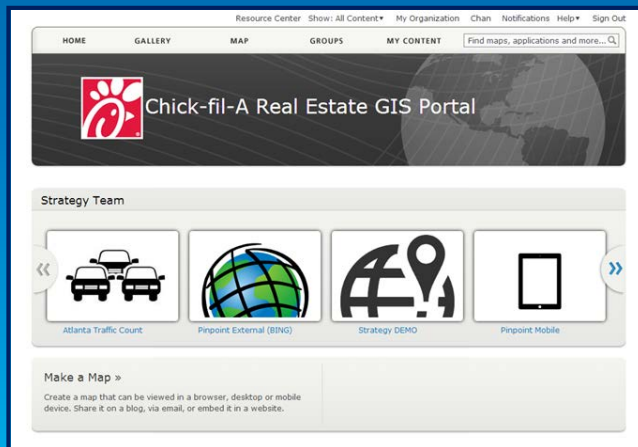 Resource Center Show: All Content▾ My Organization Chan Notifications Help▾ Sign Out
HOME GALLERY MAP GROUPS MY CONTENT Find maps, applications and more...
Chick-fil-A Real Estate GIS Portal
Strategy Team
Atlanta Traffic Count Pinpoint External (BING) Strategy DEMO Pinpoint Mobile
Make a Map »
Create a map that can be viewed in a browser, desktop or mobile
device. Share it on a blog, via email, or embed it in a website.